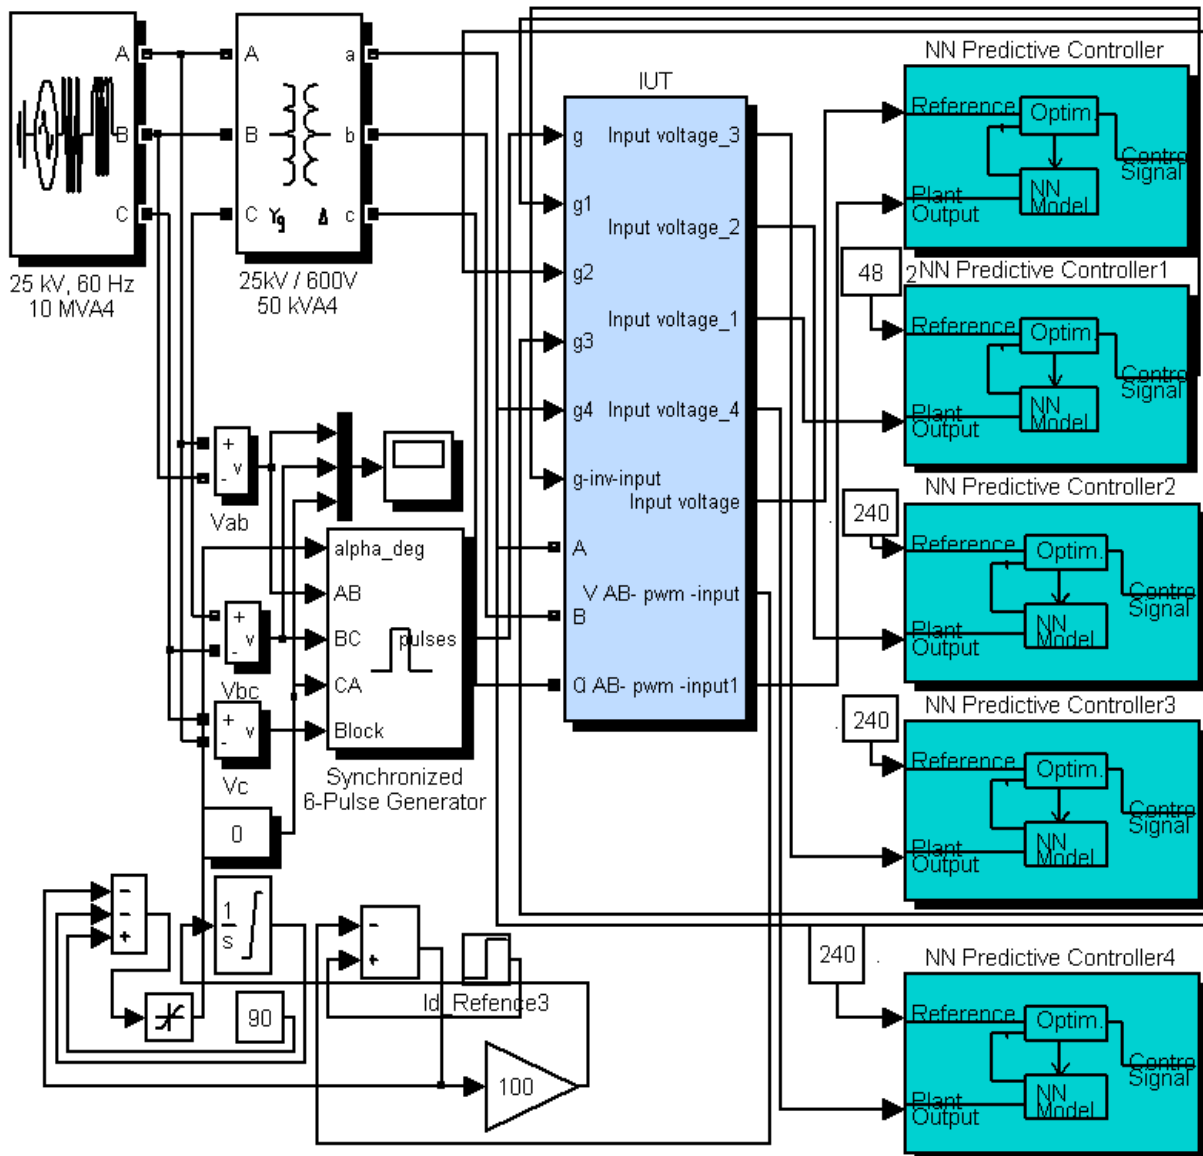 A
B
C
25 kV, 60 Hz
10 MVA4
A
B
C
a
b
c
Yg
Δ
25kV / 600V
50 kVA4
IUT
g
g1
g2
g3
g4
g-inv-input
A
B
Input voltage_3
Input voltage_2
Input voltage_1
Input voltage_4
Input voltage
V AB- pwm -input
AB- pwm -input1
NN Predictive Controller
Reference
Optim.
NN
Model
Plant
Output
Contro
Signal
48
2
NN Predictive Controller1
Reference
Optim.
NN
Model
Plant
Output
Contro
Signal
240
.
NN Predictive Controller2
Reference
Optim.
NN
Model
Plant
Output
Contro
Signal
240
.
NN Predictive Controller3
Reference
Optim.
NN
Model
Plant
Output
Contro
Signal
240
.
NN Predictive Controller4
Reference
Optim.
NN
Model
Plant
Output
Contro
Signal
+
-
v
Vab
+
-
v
Vbc
+
-
v
Vc
alpha_deg
AB
BC
CA
Block
pulses
Synchronized
6-Pulse Generator
0
-
-
+
1
s
90
-
+
Id_Refence3
100